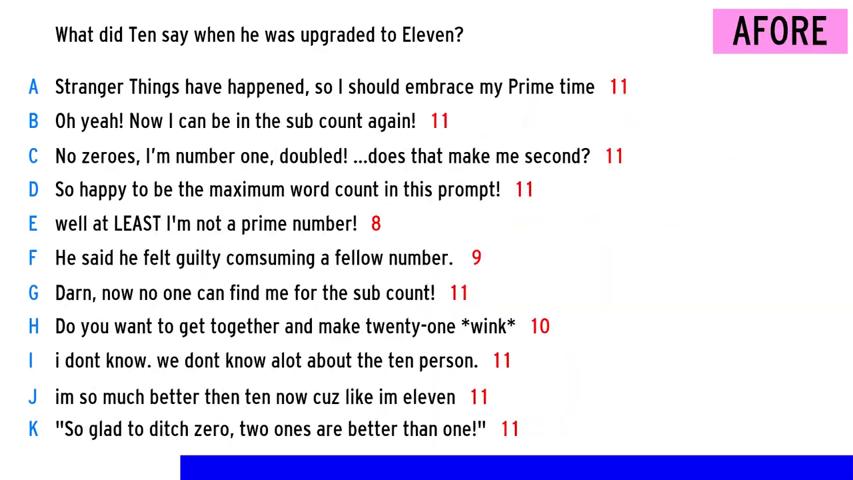 What did Ten say when he was upgraded to Eleven?
AFORE
A Stranger Things have happened, so I should embrace my Prime time 11
B Oh yeah! Now I can be in the sub count again! 11
C No zeroes, I'm number one, doubled! ...does that make me second? 11
D So happy to be the maximum word count in this prompt! 11
E well at LEAST I'm not a prime number! 8
F He said he felt guilty comsuming a fellow number. 9
G Darn, now no one can find me for the sub count! 11
H Do you want to get together and make twenty-one *wink* 10
I i dont know. we dont know alot about the ten person. 11
J im so much better then ten now cuz like im eleven 11
K "So glad to ditch zero, two ones are better than one!" 11